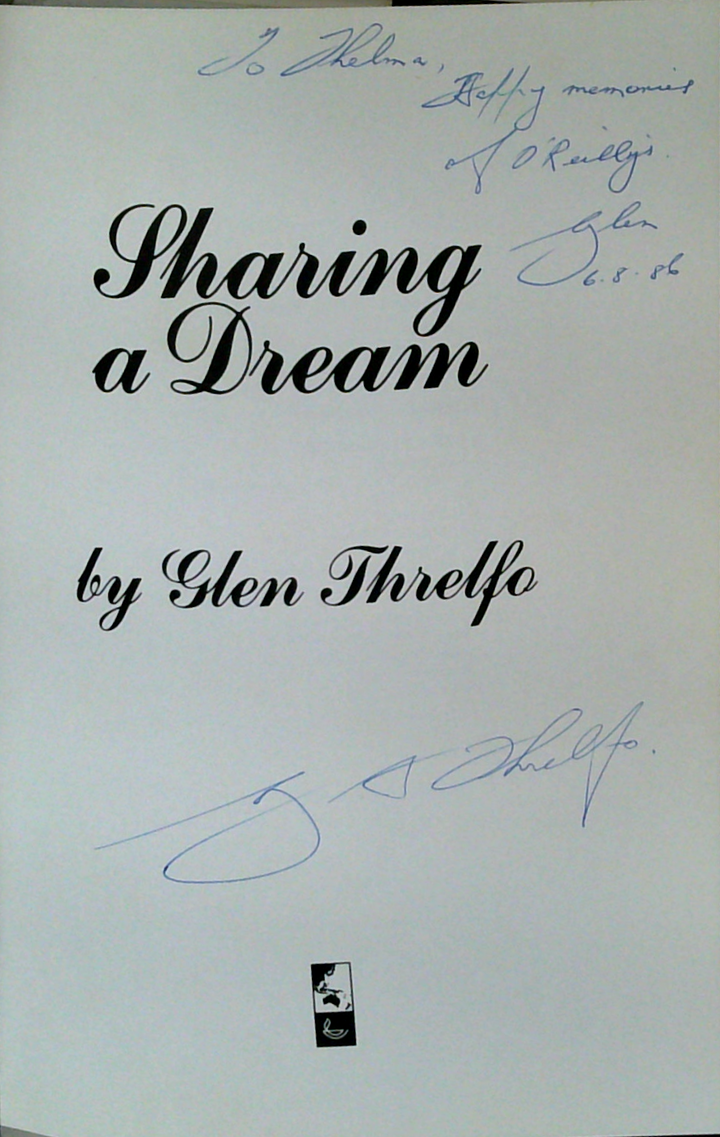 To Thelma,
Happy memories
of O'Reilly's.
Glen
6.8.86
Sharing
a Dream
by Glen Threlfo
G S Threlfo.